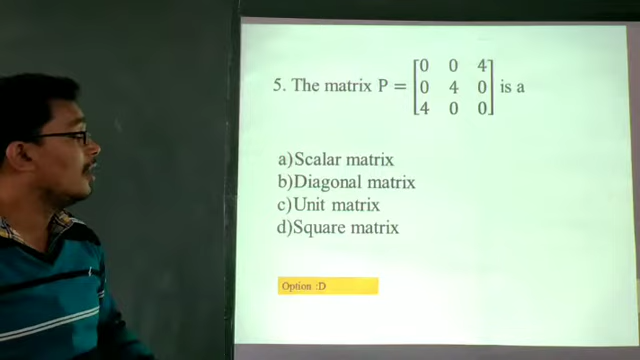 5. The matrix P = [0 0 4
0 4 0
4 0 0] is a
a)Scalar matrix
b)Diagonal matrix
c)Unit matrix
d)Square matrix
Option :D